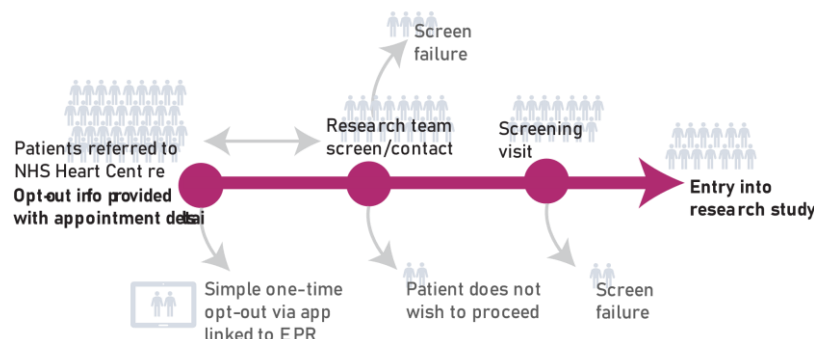 Screen
failure
Patients referred to
NHS Heart Cent re
Opt-out info provided
with appointment
Research team
screen/contact
Screening
visit
Entry into
research study
Simple one-time
opt-out via app
linked to EPR
Patient does not
wish to proceed
Screen
failure